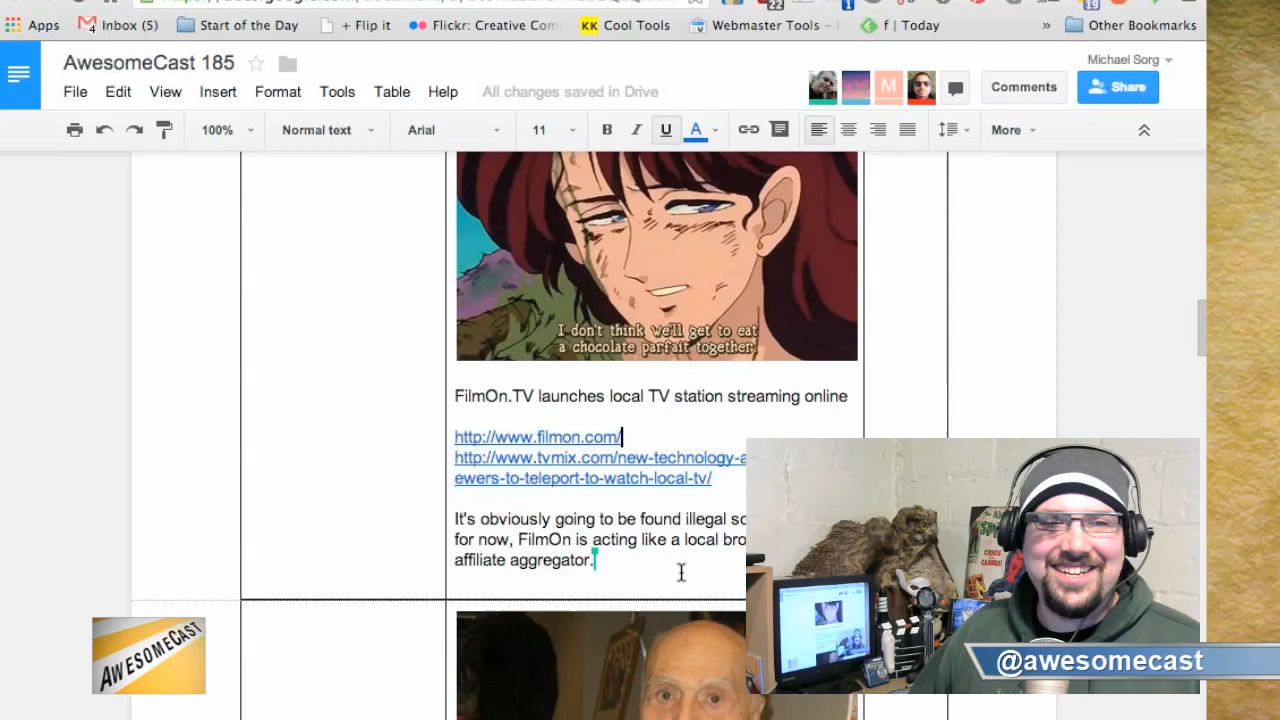 Apps
4
Inbox (5)
Start of the Day
+ Flip it
Flickr: Creative Com
KK Cool Tools
Webmaster Tools –
f | Today
»
Other Bookmarks
22
1
19
AwesomeCast 185
Michael Sorg
File Edit View Insert Format Tools Table Help
All changes saved in Drive
M
Comments
Share
100%
Normal text
Arial
11
B I U A
More
I don't think we'll get to eat
a chocolate parfait together.
FilmOn.TV launches local TV station streaming online
http://www.filmon.com/
http://www.tvmix.com/new-technology-a
ewers-to-teleport-to-watch-local-tv/
It's obviously going to be found illegal so
for now, FilmOn is acting like a local bro
affiliate aggregator.
AWESOMECAST
@awesomecast